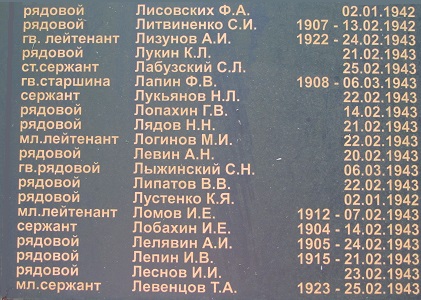 рядовой Лисовских Ф.А. 02.01.1942
рядовой Литвиненко С.И. 1907 - 13.02.1942
гв. лейтенант Лизунов А.И. 1922 - 24.02.1943
рядовой Лукин К.Л. 21.02.1943
ст.сержант Лабузский С.Л. 25.02.1943
гв.старшина Лапин Ф.В. 1908 - 06.03.1943
сержант Лукьянов Н.Л. 22.02.1943
рядовой Лопахин Г.В. 14.02.1943
рядовой Лядов Н.Н. 21.02.1943
мл.лейтенант Логинов М.И. 22.02.1943
рядовой Левин А.Н. 20.02.1943
гв.рядовой Лыжинский С.Н. 06.03.1943
рядовой Липатов В.В. 22.02.1943
рядовой Лустенко К.Я. 02.01.1942
мл.лейтенант Ломов И.Е. 1912 - 07.02.1943
сержант Лобахин И.Е. 1904 - 14.02.1943
рядовой Лелявин А.И. 1905 - 24.02.1943
рядовой Лепин И.В. 1915 - 21.02.1943
рядовой Леснов И.И. 23.02.1943
мл.сержант Левенцов Т.А. 1923 - 25.02.1943